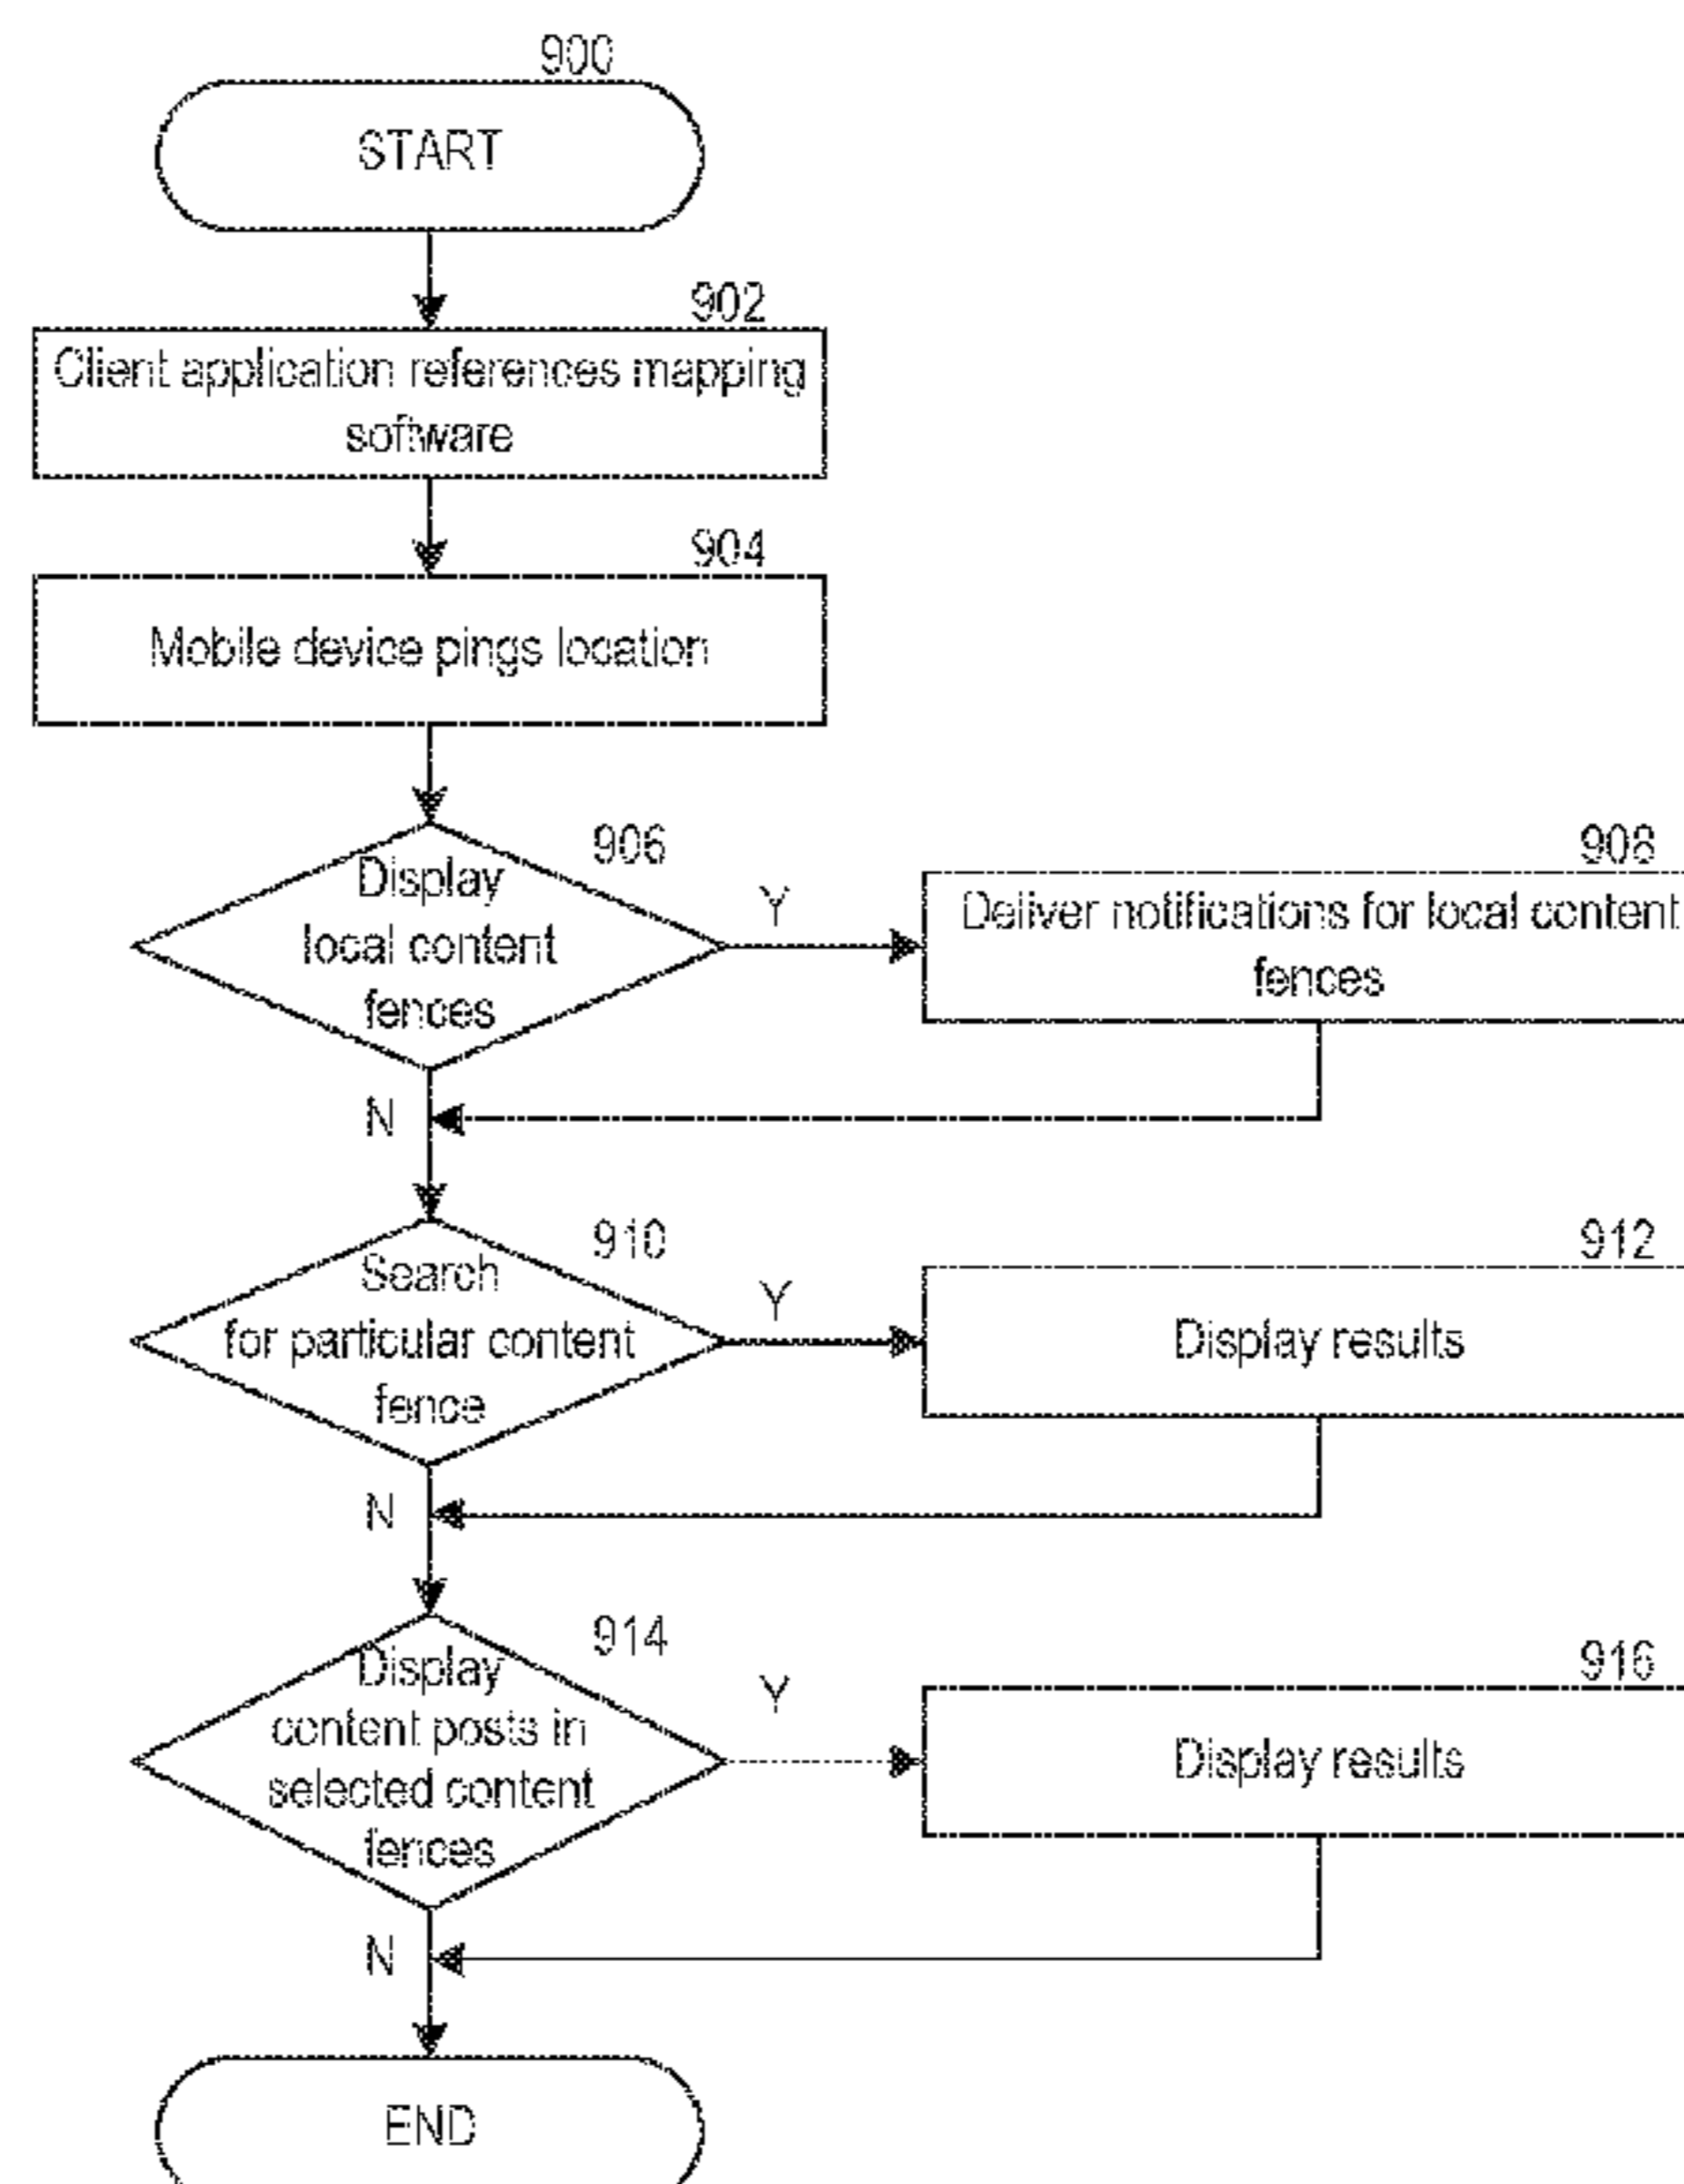 900
START
902
Client application references mapping
software
904
Mobile device pings location
906
Display
local content
fences
Y
908
Deliver notifications for local content
fences
N
910
Search
for particular content
fence
Y
912
Display results
N
914
Display
content posts in
selected content
fences
Y
916
Display results
N
END